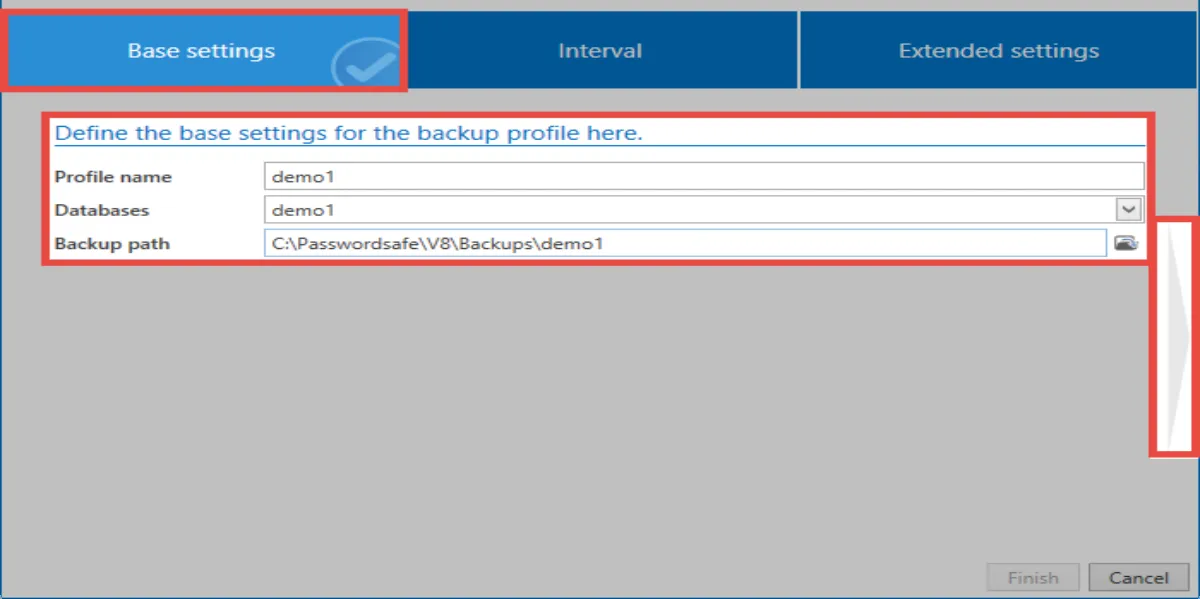 Base settings
Interval
Extended settings
Define the base settings for the backup profile here.
Profile name
demo1
Databases
demo1
Backup path
C:\Passwordsafe\V8\Backups\demo1
Finish
Cancel